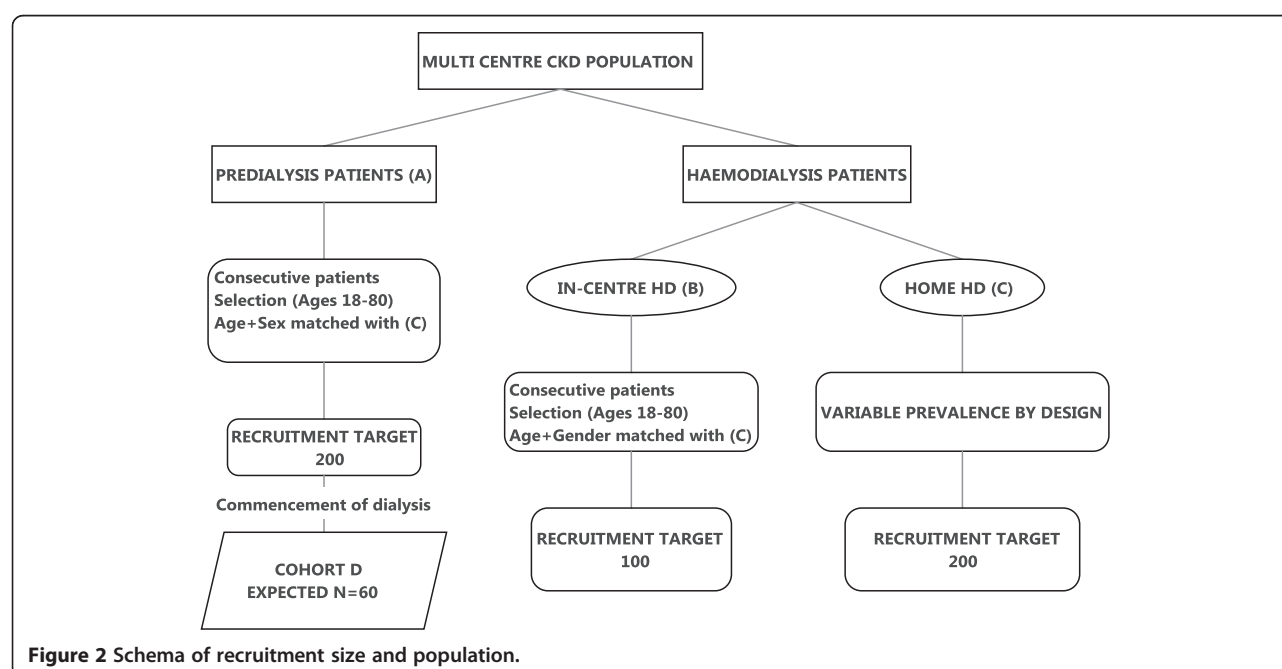 MULTI CENTRE CKD POPULATION
PREDIALYSIS PATIENTS (A)
HAEMODIALYSIS PATIENTS
Consecutive patients
Selection (Ages 18-80)
Age+Sex matched with (C)
IN-CENTRE HD (B)
HOME HD (C)
Consecutive patients
Selection (Ages 18-80)
Age+Gender matched with (C)
VARIABLE PREVALENCE BY DESIGN
RECRUITMENT TARGET
200
Commencement of dialysis
COHORT D
EXPECTED N=60
RECRUITMENT TARGET
100
RECRUITMENT TARGET
200
Figure 2 Schema of recruitment size and population.